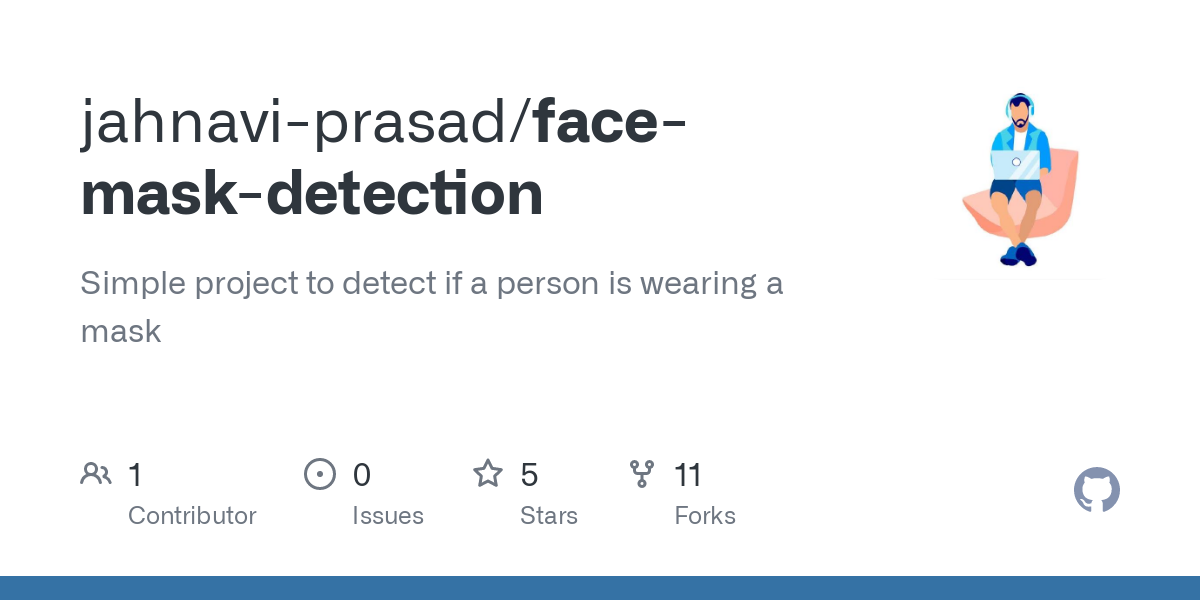 jahnavi-prasad/face-
mask-detection
Simple project to detect if a person is wearing a
mask
1
Contributor
0
Issues
5
Stars
11
Forks